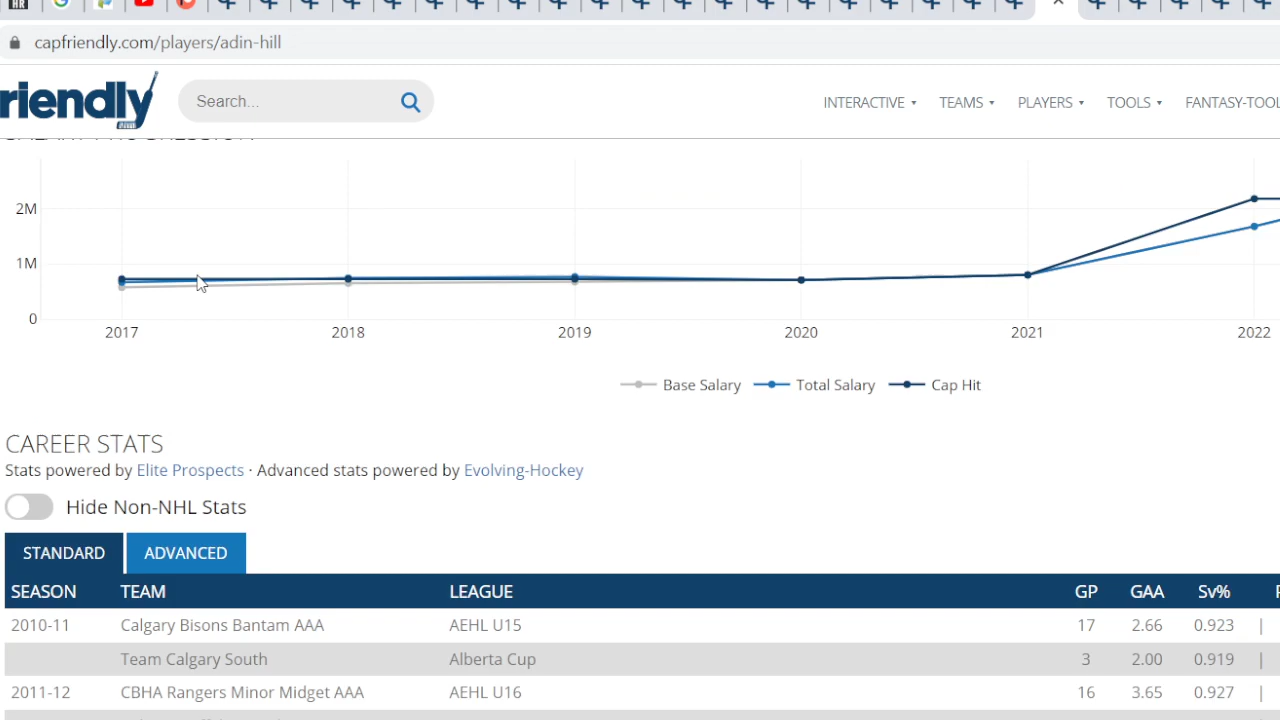 HR
capfriendly.com/players/adin-hill
riendly
Search...
INTERACTIVE
TEAMS
PLAYERS
TOOLS
FANTASY-TOOL
2M
1M
0
2017 2018 2019 2020 2021 2022
Base Salary Total Salary Cap Hit
CAREER STATS
Stats powered by Elite Prospects · Advanced stats powered by Evolving-Hockey
Hide Non-NHL Stats
STANDARD ADVANCED
SEASON TEAM LEAGUE GP GAA Sv%
2010-11 Calgary Bisons Bantam AAA AEHL U15 17 2.66 0.923 |
Team Calgary South Alberta Cup 3 2.00 0.919 |
2011-12 CBHA Rangers Minor Midget AAA AEHL U16 16 3.65 0.927 |